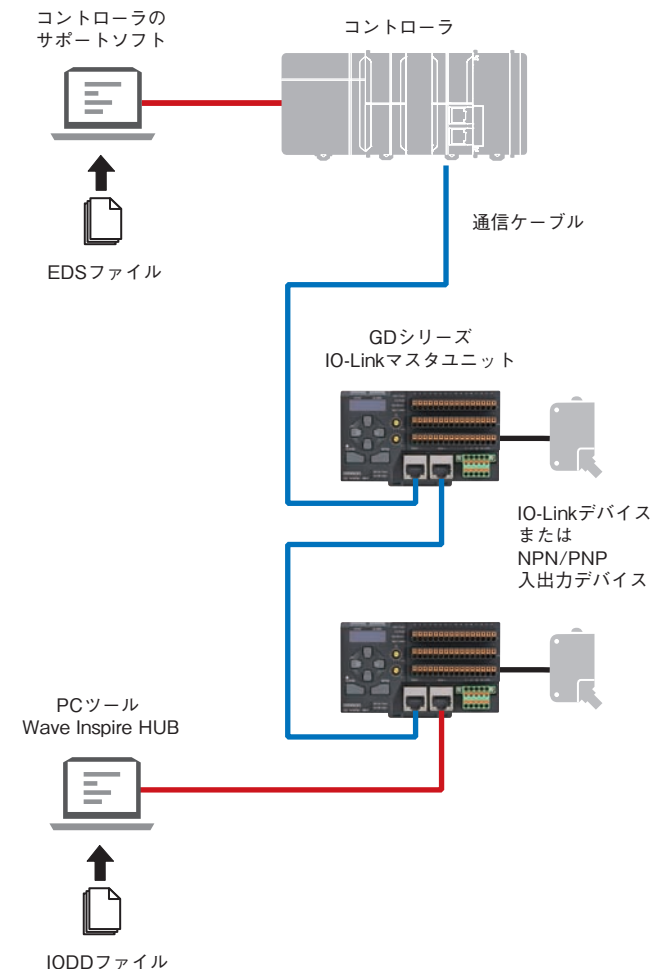 コントローラの
サポートソフト
コントローラ
通信ケーブル
EDSファイル
GDシリーズ
IO-Linkマスタユニット
IO-Linkデバイス
または
NPN/PNP
入出力デバイス
PCツール
Wave Inspire HUB
IODDファイル